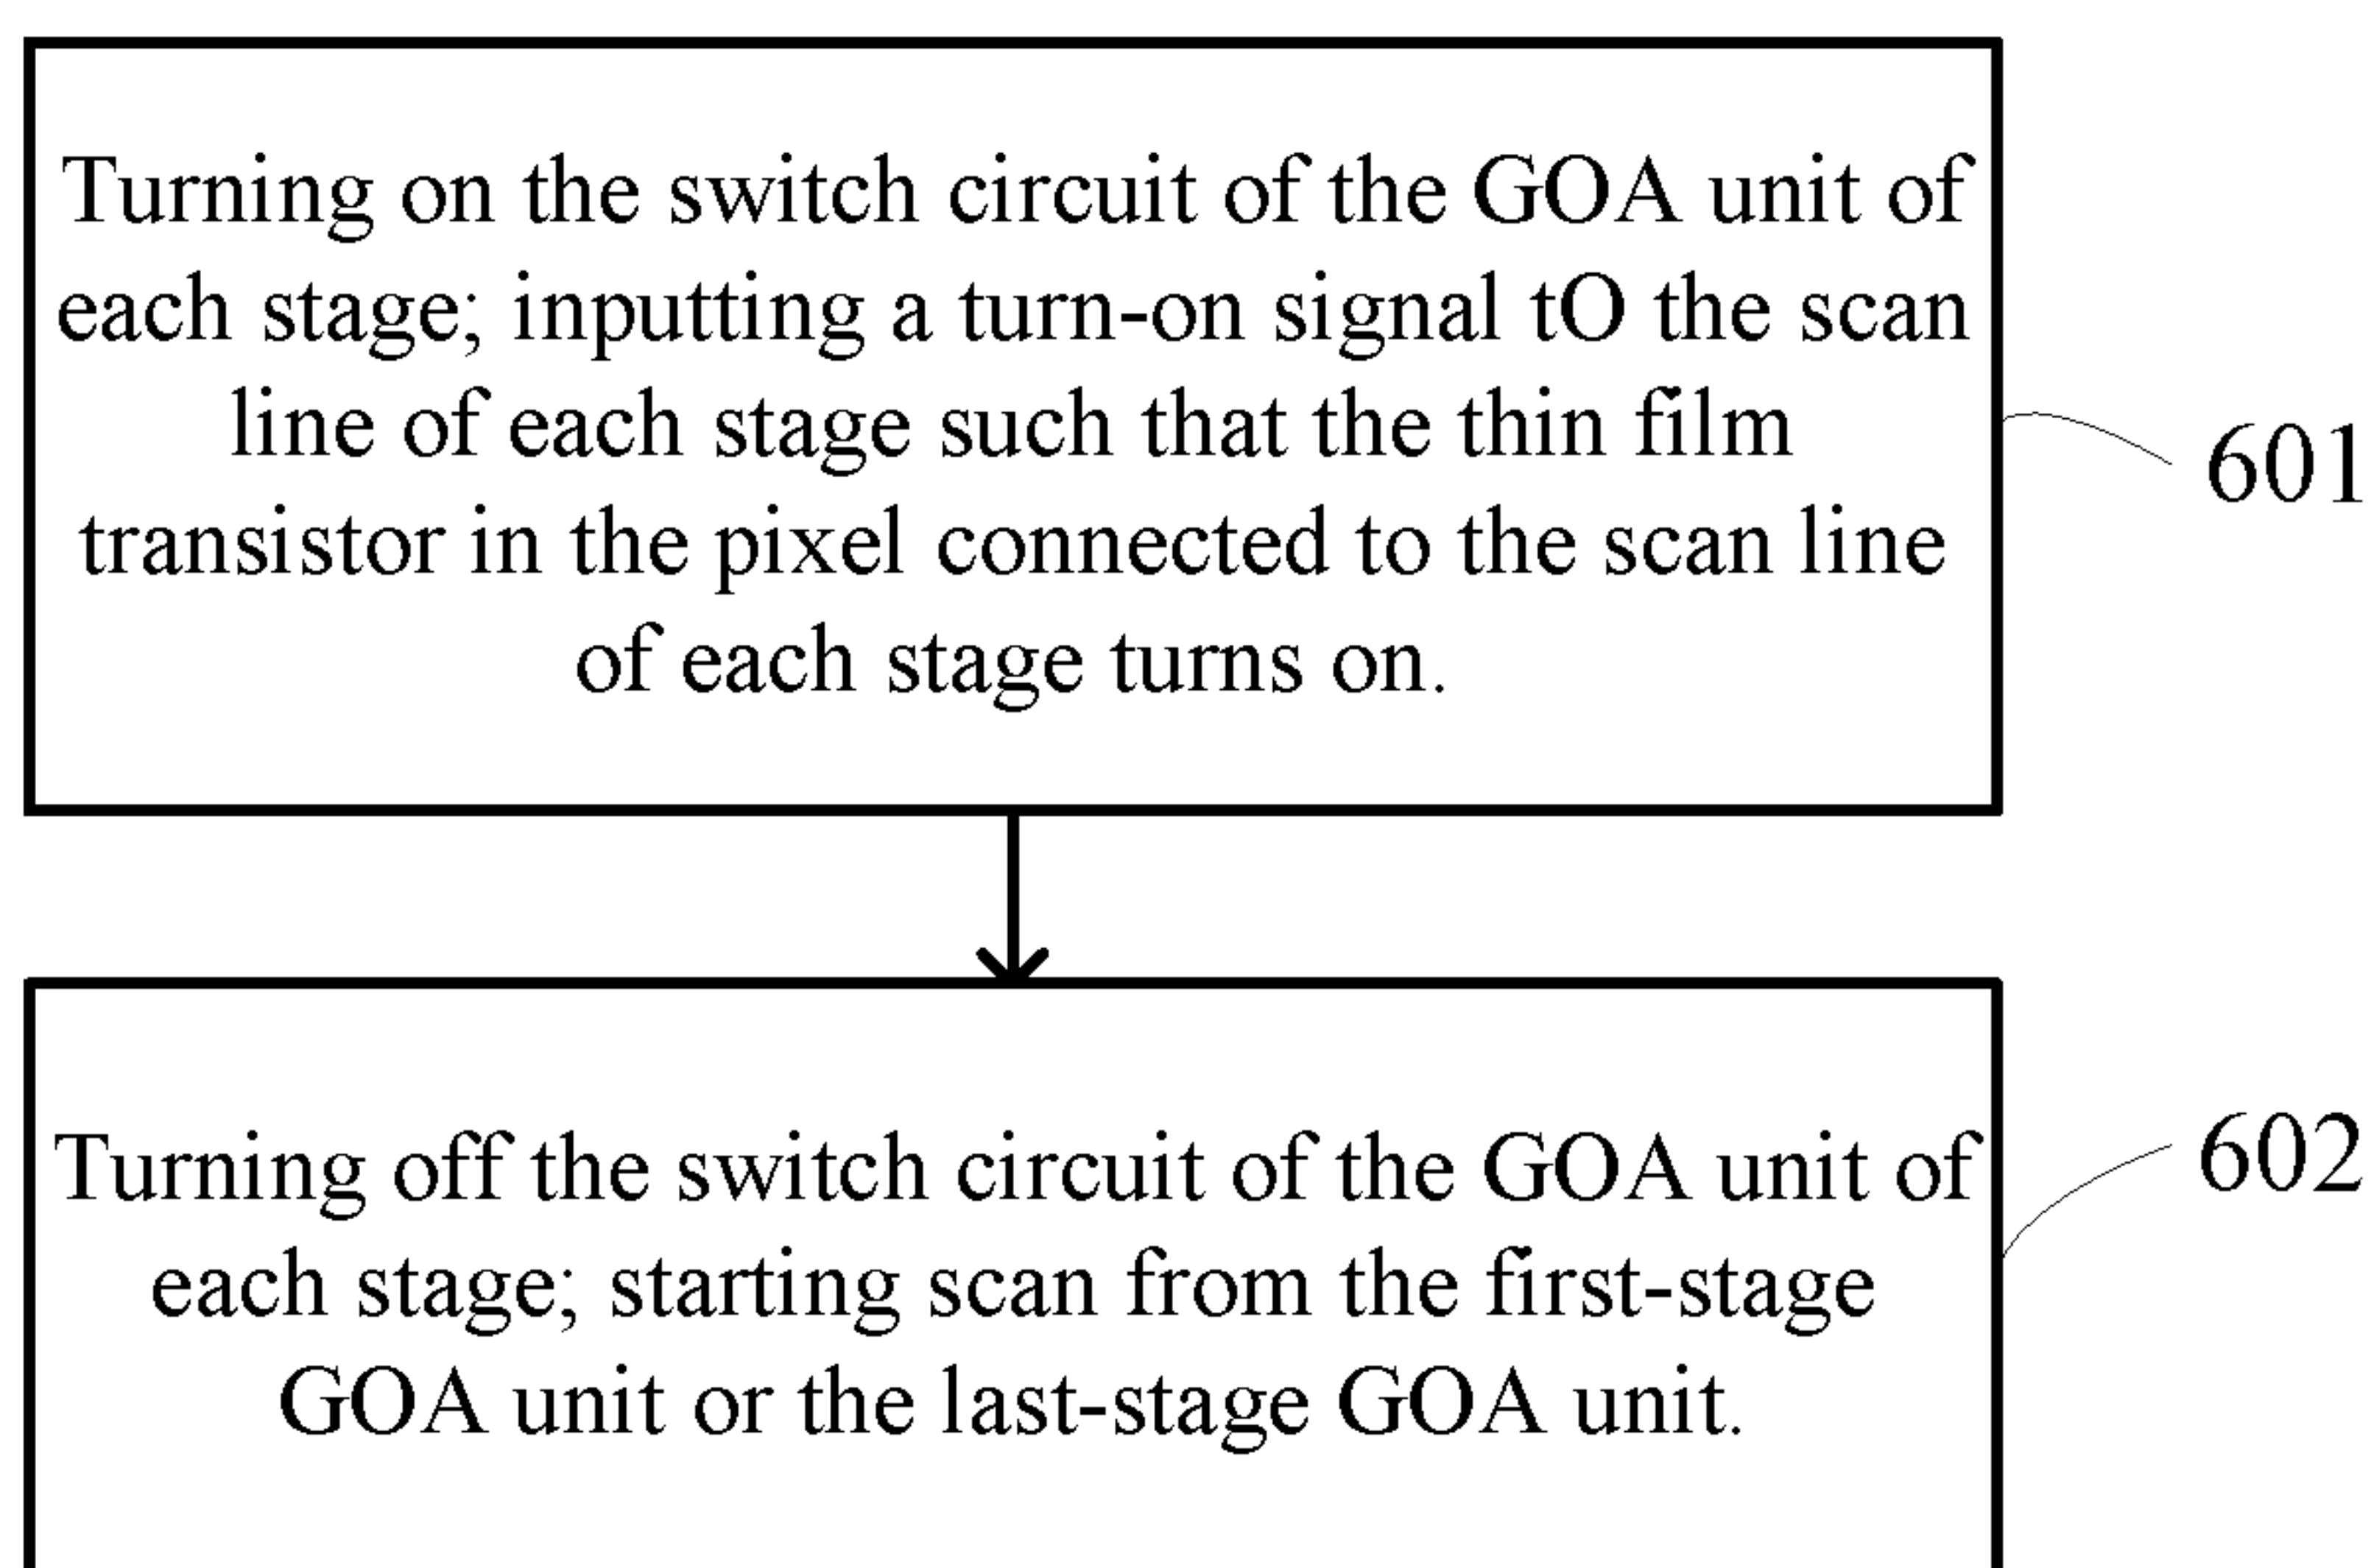 Turning on the switch circuit of the GOA unit of
each stage; inputting a turn-on signal tO the scan
line of each stage such that the thin film
transistor in the pixel connected to the scan line
of each stage turns on.
601
Turning off the switch circuit of the GOA unit of
each stage; starting scan from the first-stage
GOA unit or the last-stage GOA unit.
602